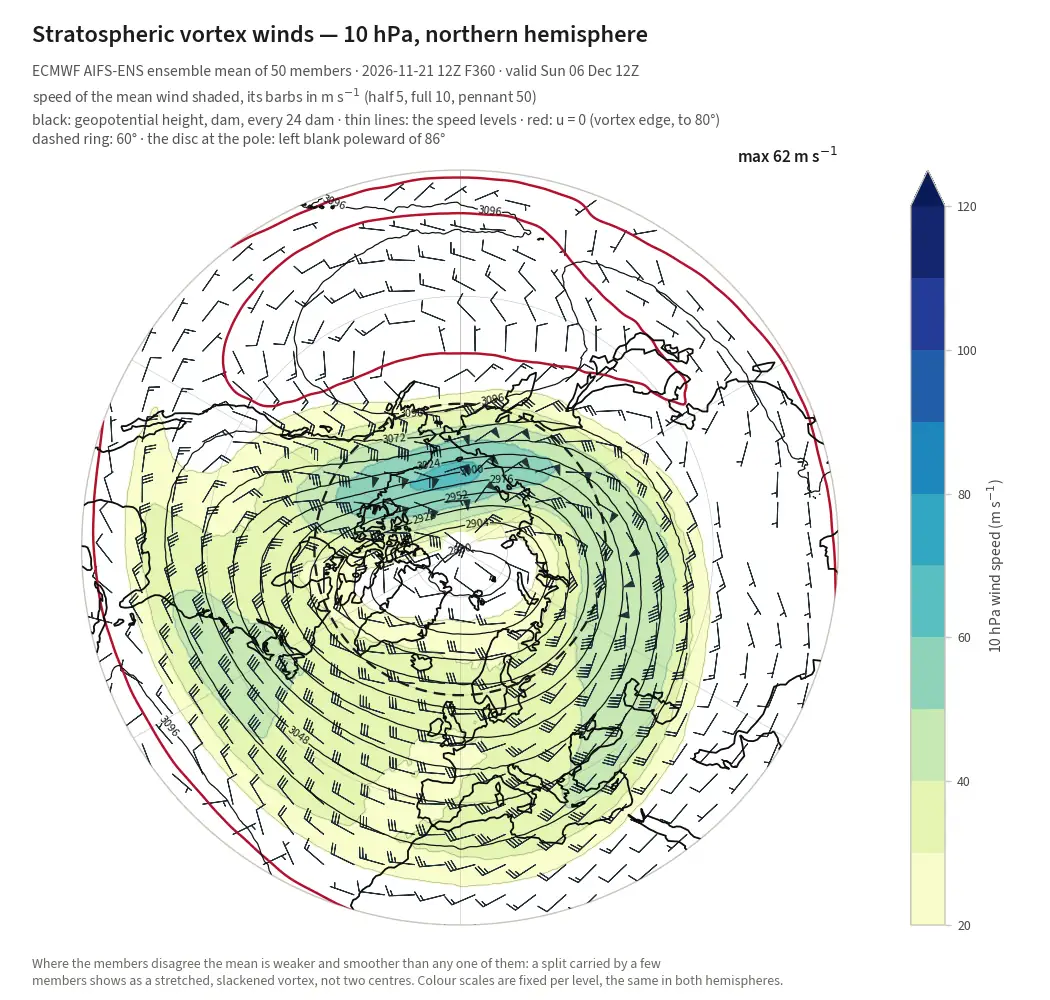 Stratospheric vortex winds — 10 hPa, northern hemisphere
ECMWF AIFS-ENS ensemble mean of 50 members · 2026-11-21 12Z F360 · valid Sun 06 Dec 12Z
speed of the mean wind shaded, its barbs in m s⁻¹ (half 5, full 10, pennant 50)
black: geopotential height, dam, every 24 dam · thin lines: the speed levels · red: u = 0 (vortex edge, to 80°)
dashed ring: 60° · the disc at the pole: left blank poleward of 86°
max 62 m s⁻¹
120
100
80
60
40
20
10 hPa wind speed (m s⁻¹)
3096
3096
3096
3072
2976
2952
2904
3048
3096
Where the members disagree the mean is weaker and smoother than any one of them: a split carried by a few
members shows as a stretched, slackened vortex, not two centres. Colour scales are fixed per level, the same in both hemispheres.